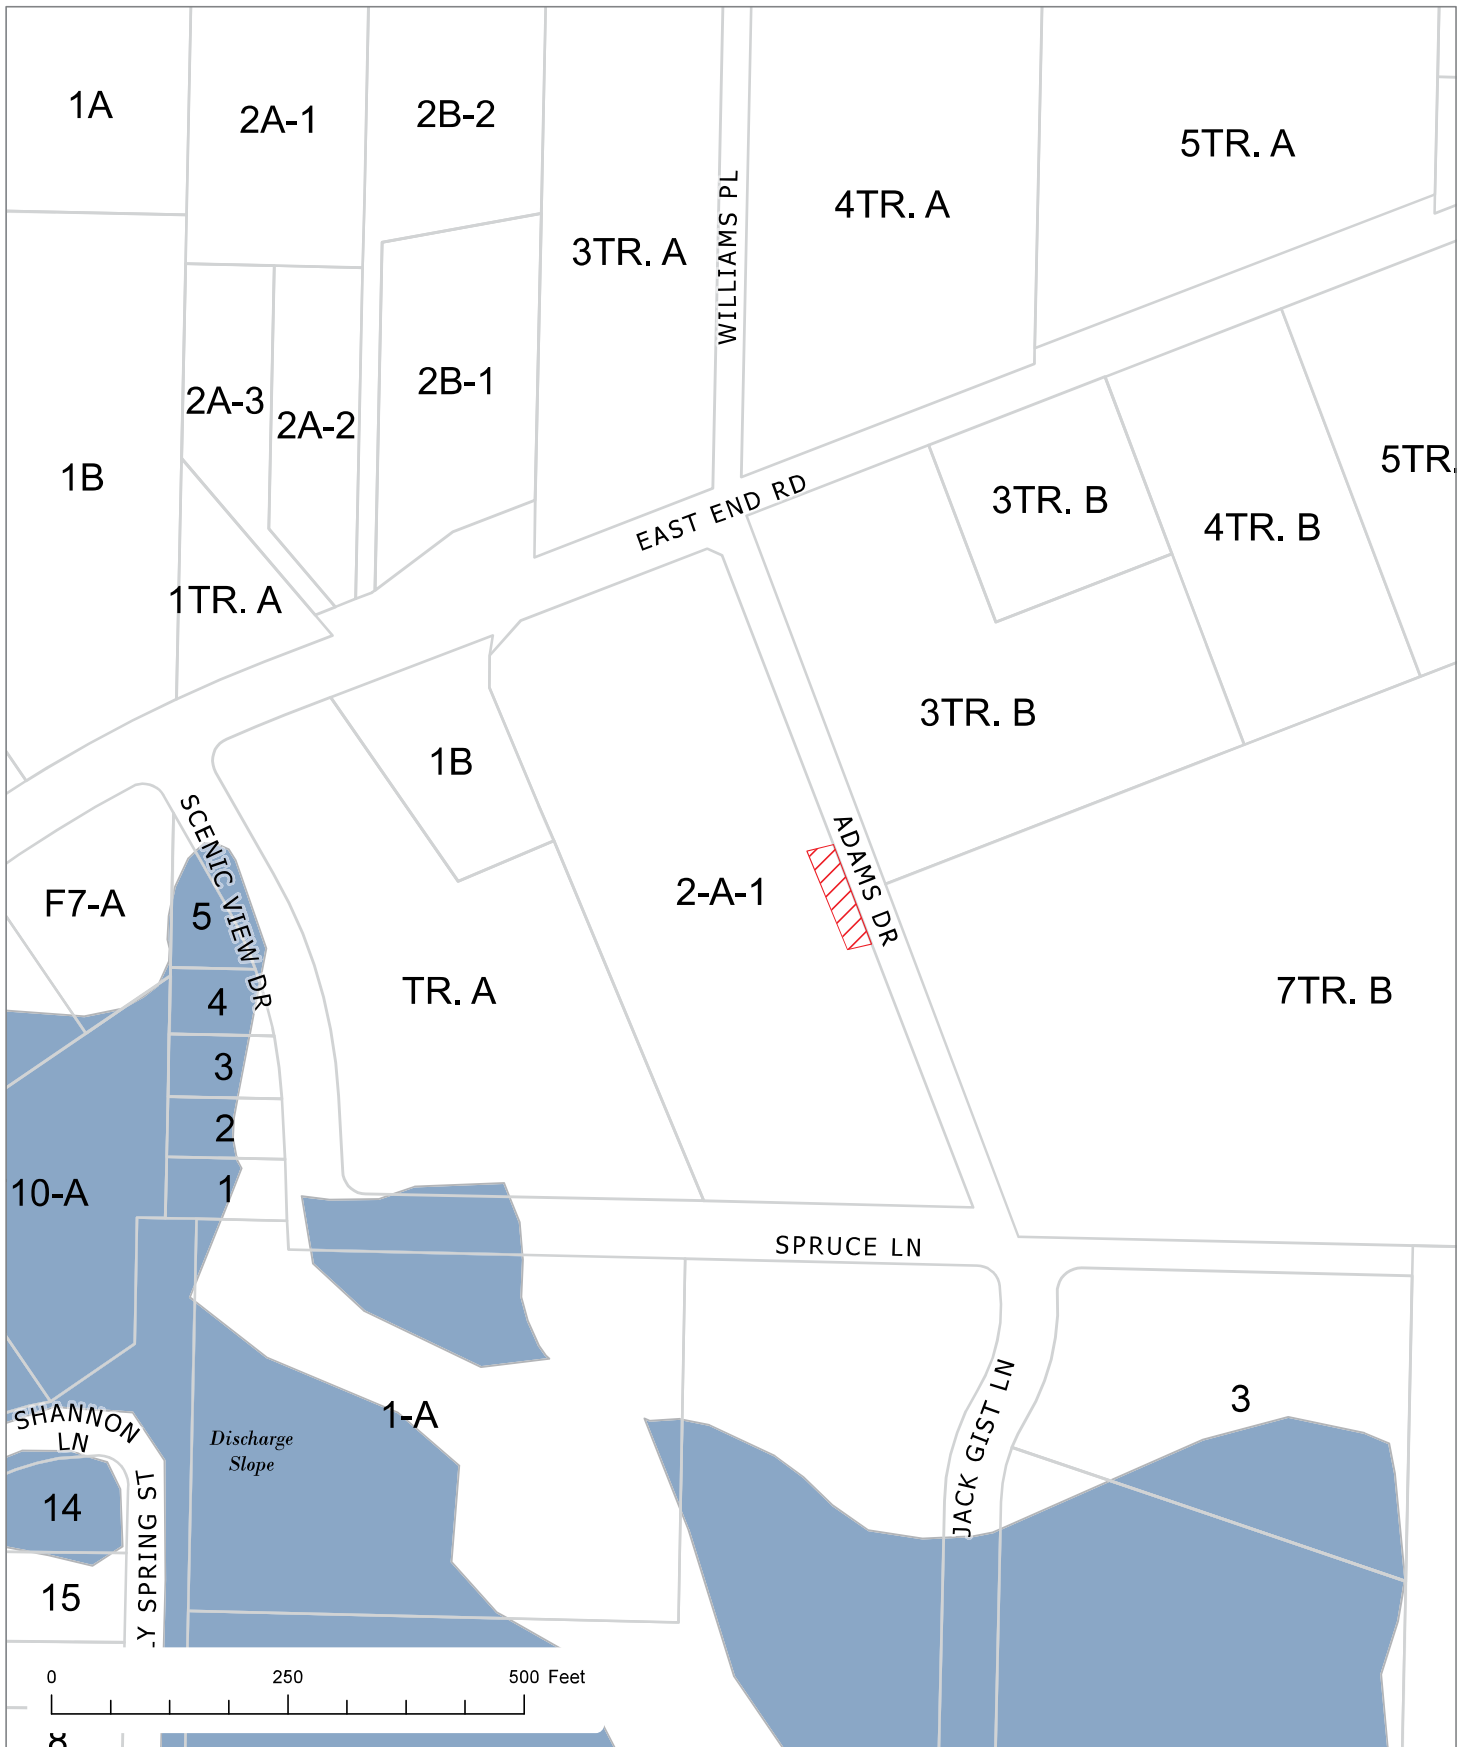 1A
2A-1
2B-2
5TR. A
4TR. A
3TR. A
WILLIAMS PL
2B-1
2A-3
2A-2
1B
5TR.
3TR. B
4TR. B
EAST END RD
1TR. A
3TR. B
1B
SCENIC VIEW DR
ADAMS DR
2-A-1
F7-A
5
TR. A
7TR. B
4
3
2
1
10-A
SPRUCE LN
3
1-A
JACK GIST LN
SHANNON
LN
Discharge
Slope
14
LY SPRING ST
15
0 250 500 Feet